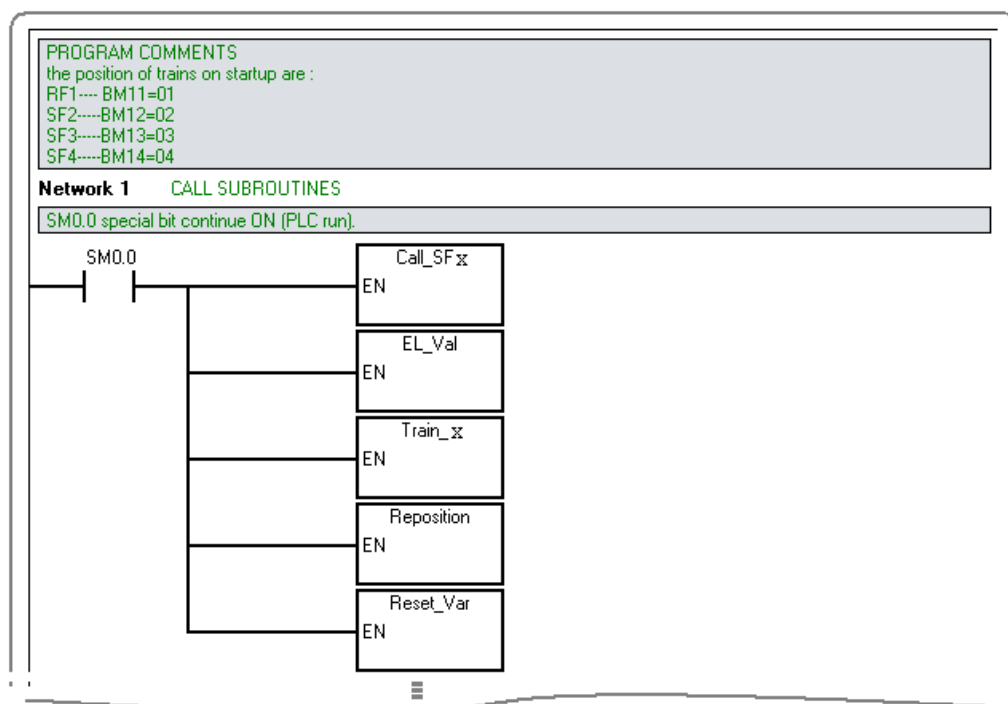 PROGRAM COMMENTS
the position of trains on startup are :
RF1---- BM11=01
SF2-----BM12=02
SF3-----BM13=03
SF4-----BM14=04
Network 1 CALL SUBROUTINES
SM0.0 special bit continue ON (PLC run).
SM0.0
Call_SFx
EN
EL_Val
EN
Train_x
EN
Reposition
EN
Reset_Var
EN